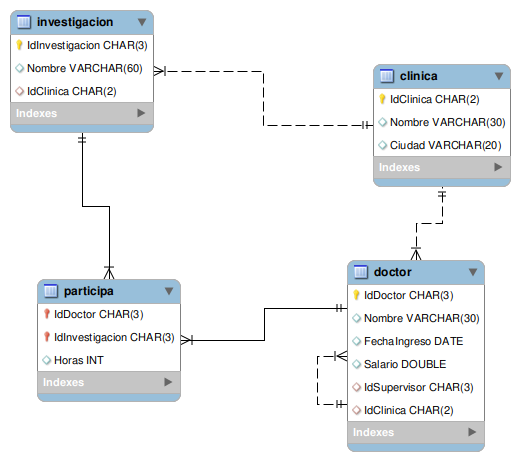 investigacion
IdInvestigacion CHAR(3)
Nombre VARCHAR(60)
IdClinica CHAR(2)
Indexes
clinica
IdClinica CHAR(2)
Nombre VARCHAR(30)
Ciudad VARCHAR(20)
Indexes
participa
IdDoctor CHAR(3)
IdInvestigacion CHAR(3)
Horas INT
Indexes
doctor
IdDoctor CHAR(3)
Nombre VARCHAR(30)
FechaIngreso DATE
Salario DOUBLE
IdSupervisor CHAR(3)
IdClinica CHAR(2)
Indexes